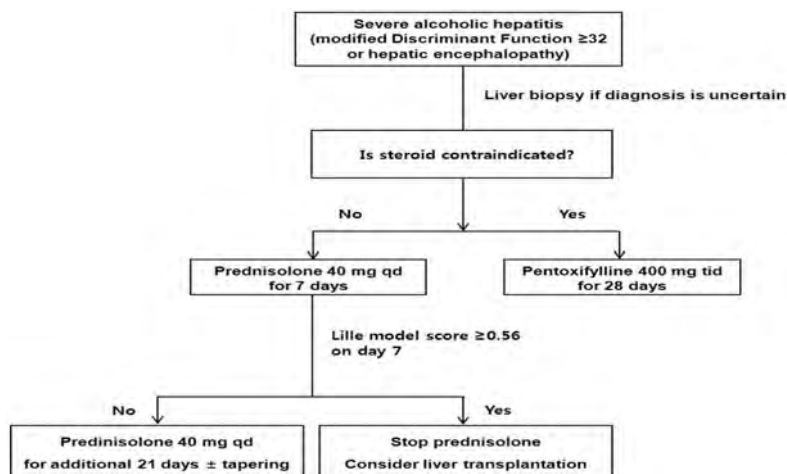 Severe alcoholic hepatitis
(modified Discriminant Function ≥32
or hepatic encephalopathy)
Liver biopsy if diagnosis is uncertain
Is steroid contraindicated?
No
Yes
Prednisolone 40 mg qd
for 7 days
Pentoxifylline 400 mg tid
for 28 days
Lille model score ≥0.56
on day 7
No
Yes
Predinisolone 40 mg qd
for additional 21 days ± tapering
Stop prednisolone
Consider liver transplantation